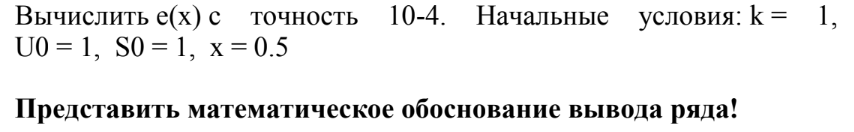 Вычислить e(x) с точность 10-4. Начальные условия: k = 1,
U0 = 1, S0 = 1, x = 0.5
Представить математическое обоснование вывода ряда!